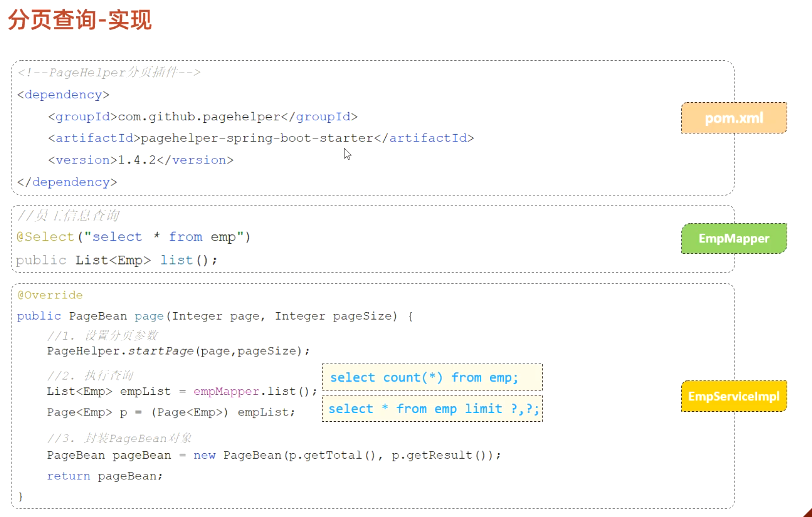 分页查询-实现
<!--PageHelper分页插件-->
<dependency>
<groupId>com.github.pagehelper</groupId>
<artifactId>pagehelper-spring-boot-starter</artifactId>
<version>1.4.2</version>
</dependency>
pom.xml
//员工信息查询
@Select("select * from emp")
public List<Emp> list();
EmpMapper
@Override
public PageBean page(Integer page, Integer pageSize) {
//1. 设置分页参数
PageHelper.startPage(page,pageSize);
//2. 执行查询
List<Emp> empList = empMapper.list();
select count(*) from emp;
Page<Emp> p = (Page<Emp>) empList;
select * from emp limit ?,?;
//3. 封装PageBean对象
PageBean pageBean = new PageBean(p.getTotal(), p.getResult());
return pageBean;
}
EmpServiceImpl